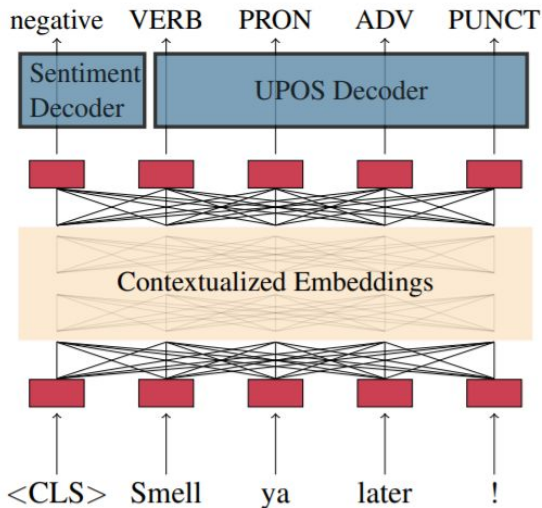 negative VERB PRON ADV PUNCT
Sentiment
Decoder
UPOS Decoder
Contextualized Embeddings
<CLS> Smell ya later !